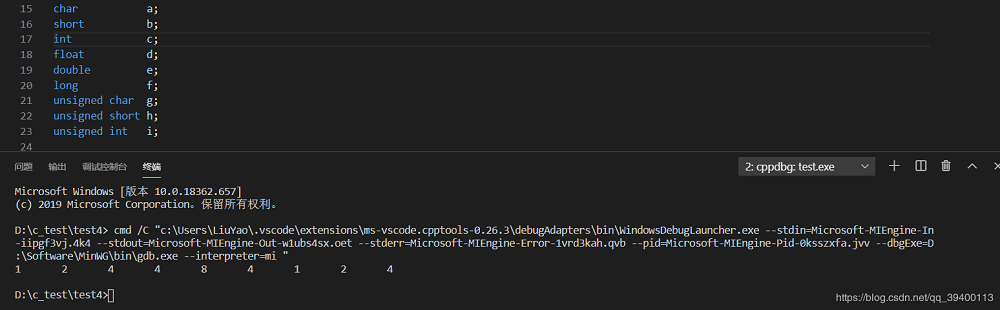 15 char a;
16 short b;
17 int c;
18 float d;
19 double e;
20 long f;
21 unsigned char g;
22 unsigned short h;
23 unsigned int i;
24
问题 输出 调试控制台 终端 2: cppdbg: test.exe
Microsoft Windows [版本 10.0.18362.657]
(c) 2019 Microsoft Corporation。保留所有权利。
D:\c_test\test4> cmd /C "c:\Users\LiuYao\.vscode\extensions\ms-vscode.cpptools-0.26.3\debugAdapters\bin\WindowsDebugLauncher.exe --stdin=Microsoft-MIEngine-In
-iipgf3vj.4k4 --stdout=Microsoft-MIEngine-Out-w1ubs4sx.oet --stderr=Microsoft-MIEngine-Error-1vrd3kah.qvb --pid=Microsoft-MIEngine-Pid-0ksszxfa.jvv --dbgExe=D
:\Software\MinWG\bin\gdb.exe --interpreter=mi "
1 2 4 4 8 4 1 2 4
D:\c_test\test4>
https://blog.csdn.net/qq_39400113